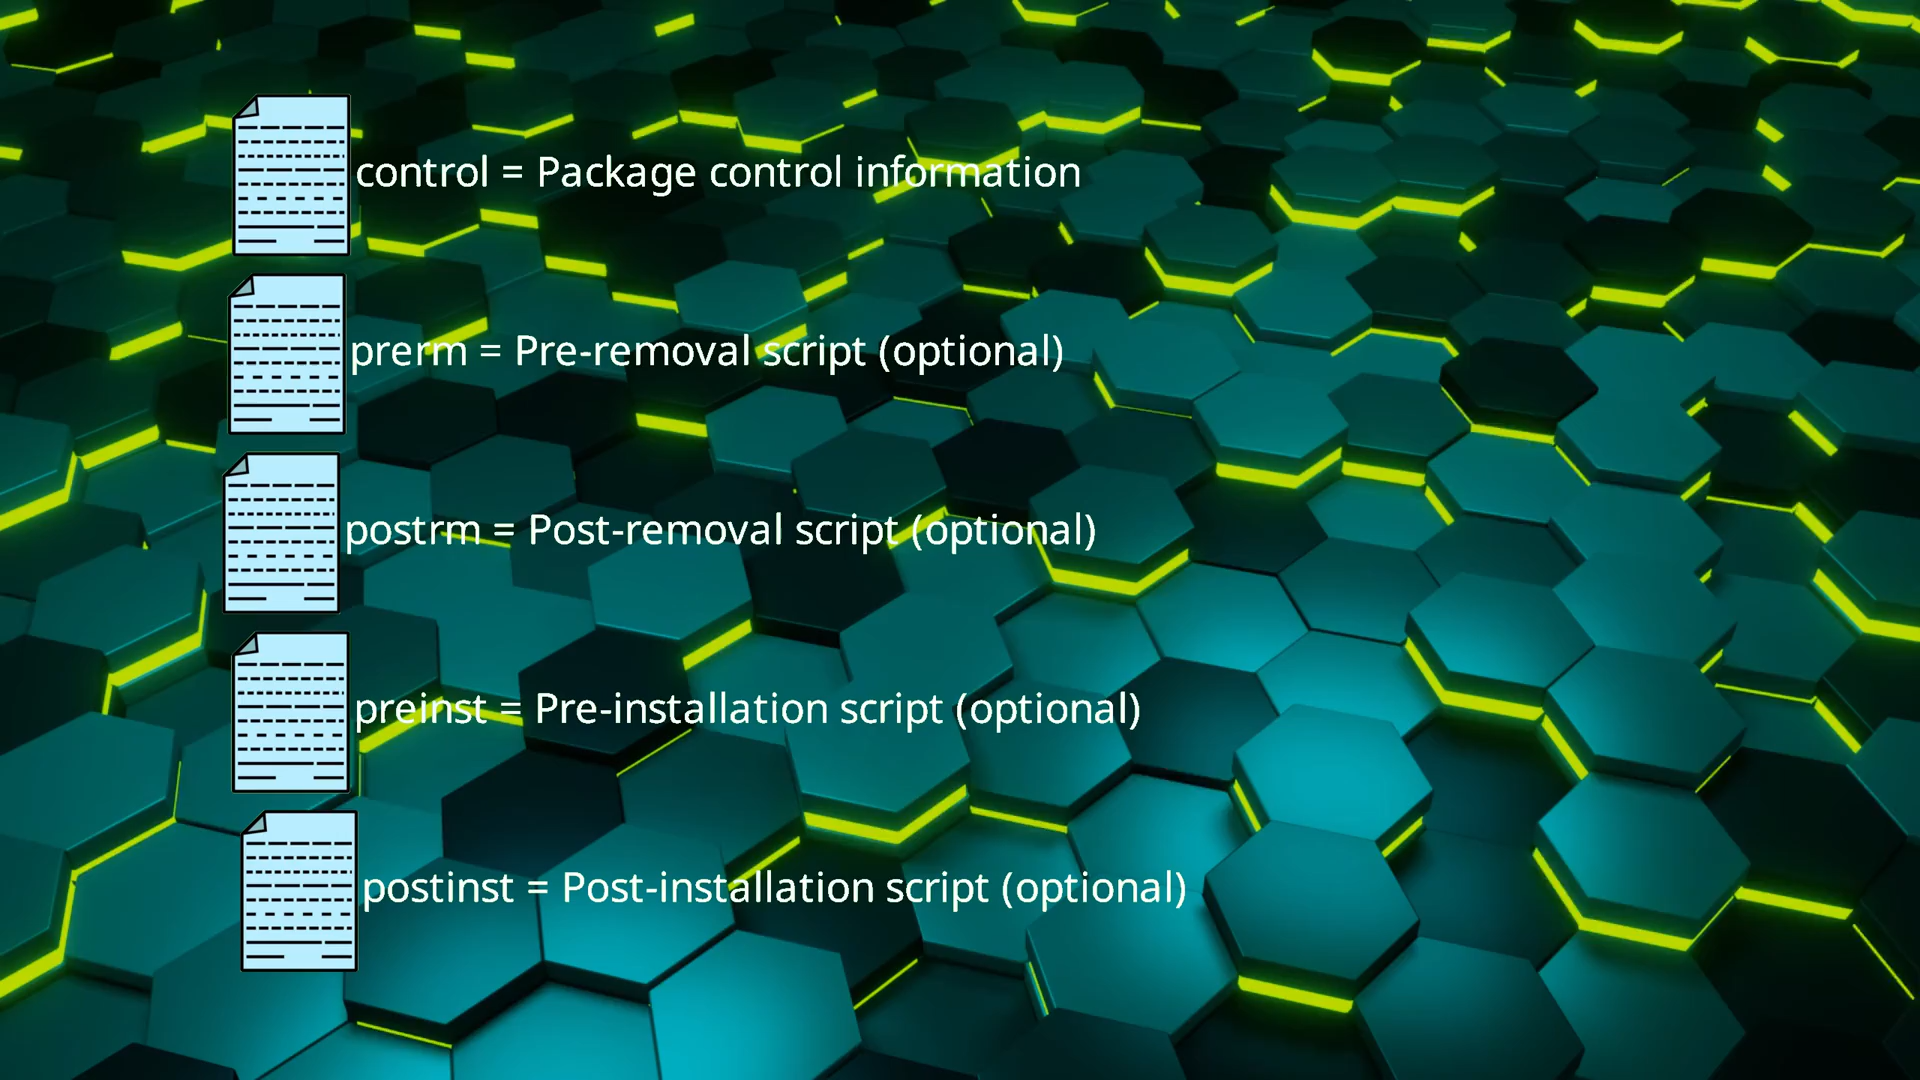 control = Package control information
prerm = Pre-removal script (optional)
postrm = Post-removal script (optional)
preinst = Pre-installation script (optional)
postinst = Post-installation script (optional)